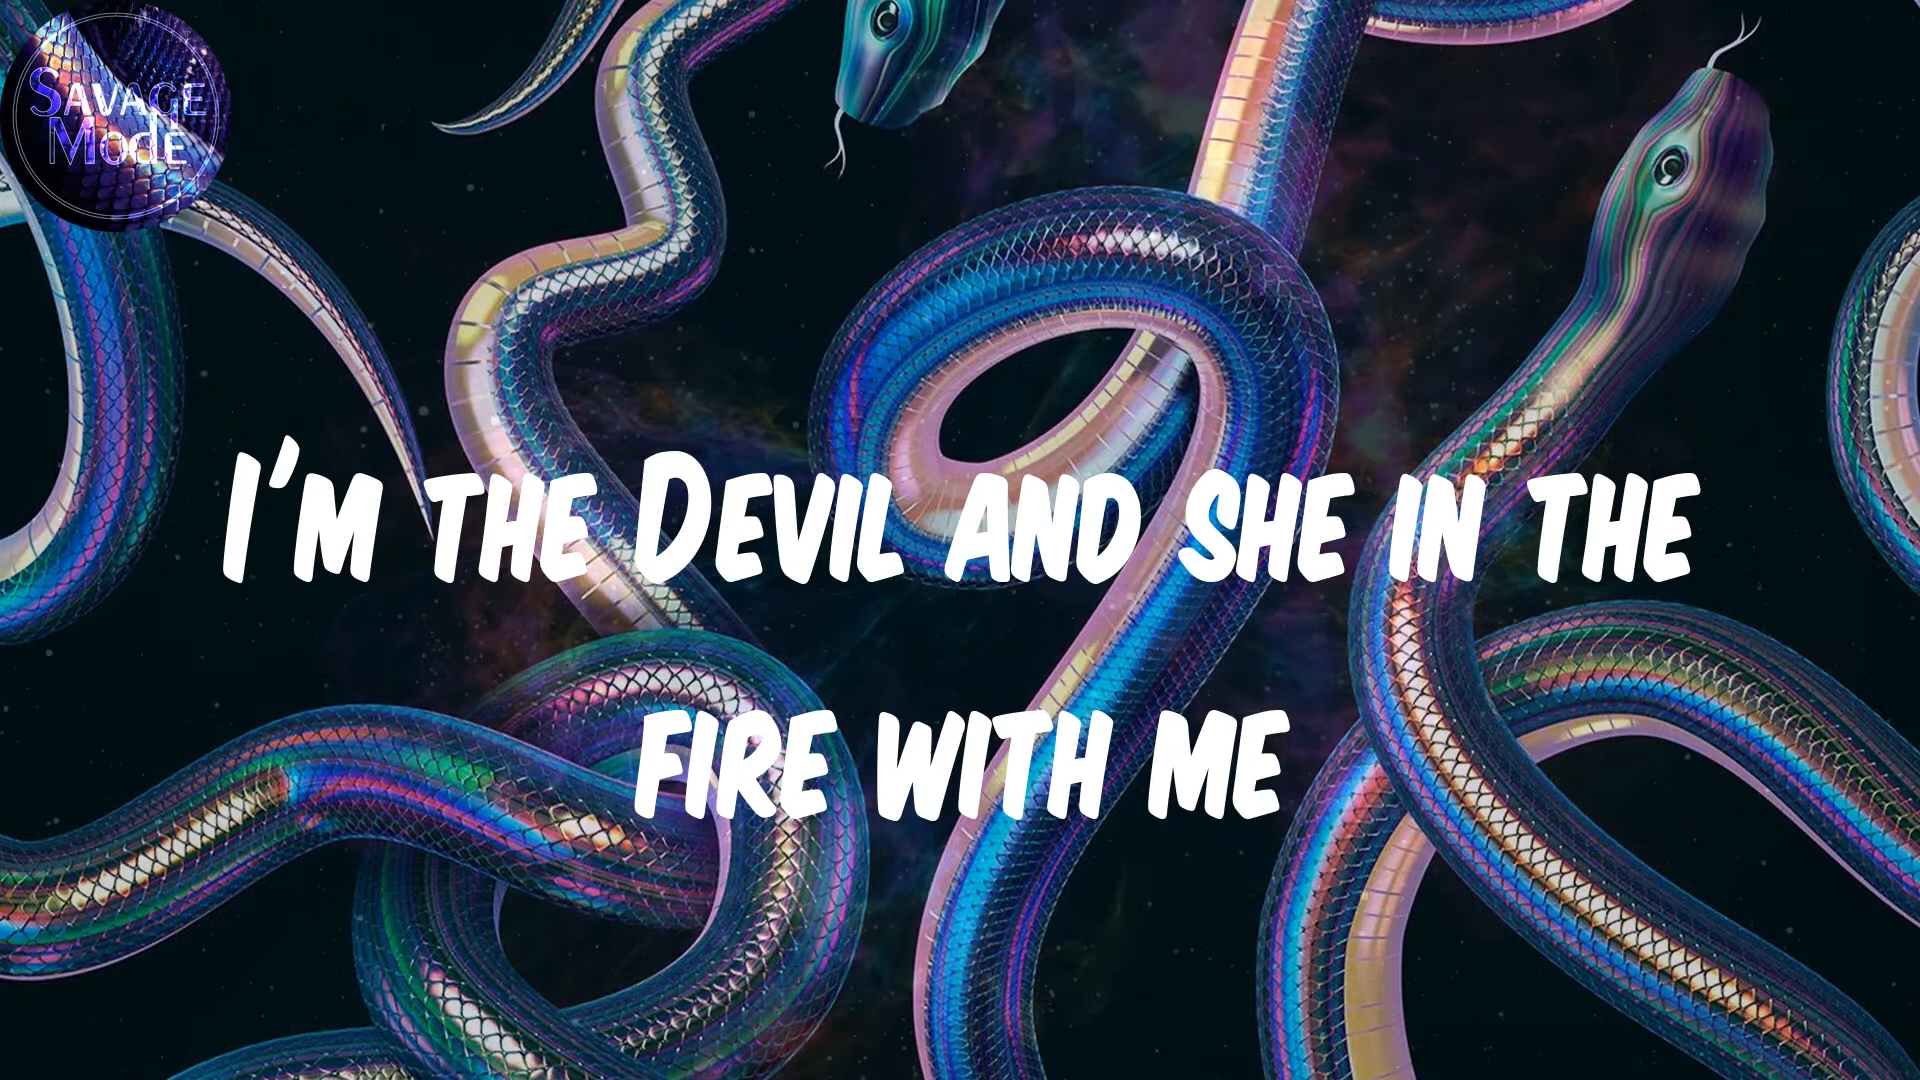 SAVAGE
ModE
I'M THE DEVIL AND SHE IN THE
FIRE WITH ME